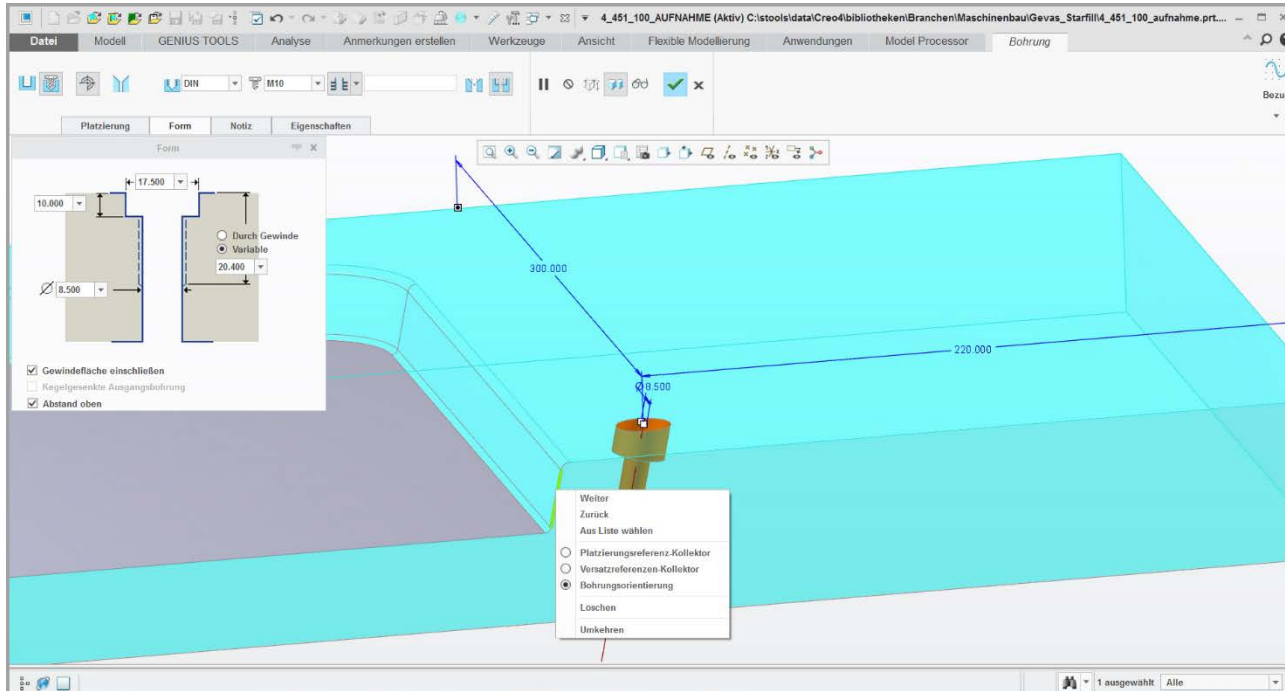 4_451_100_AUFNAHME (Aktiv) C:\stools\data\Creo4\bibliotheken\Branchen\Maschinenbau\Gevas_Starfill\4_451_100_aufnahme.prt....
Datei Modell GENIUS TOOLS Analyse Anmerkungen erstellen Werkzeuge Ansicht Flexible Modellierung Anwendungen Model Processor Bohrung
DIN M10
Bezu
Platzierung Form Notiz Eigenschaften
Form
17.500
10.000
Durch Gewinde
Variable
20.400
Ø 8.500
Gewindefläche einschließen
Kegelgesenkte Ausgangsbohrung
Abstand oben
300.000
220.000
Ø8.500
Weiter
Zurück
Aus Liste wählen
Platzierungsreferenz-Kollektor
Versatzreferenzen-Kollektor
Bohrungsorientierung
Loschen
Umkehren
1 ausgewählt Alle